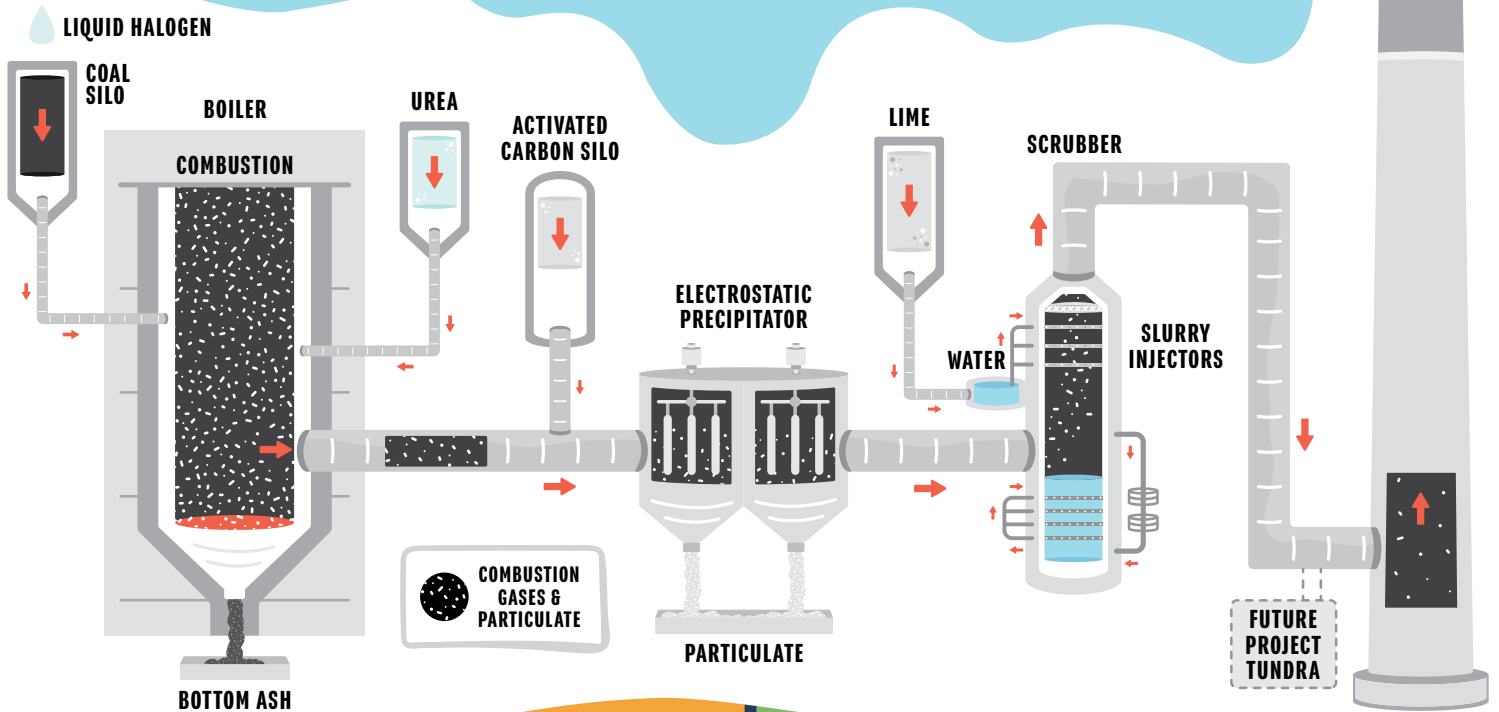 LIQUID HALOGEN
COAL
SILO
BOILER
COMBUSTION
UREA
ACTIVATED
CARBON SILO
ELECTROSTATIC
PRECIPITATOR
LIME
WATER
SCRUBBER
SLURRY
INJECTORS
COMBUSTION
GASES &
PARTICULATE
PARTICULATE
BOTTOM ASH
FUTURE
PROJECT
TUNDRA